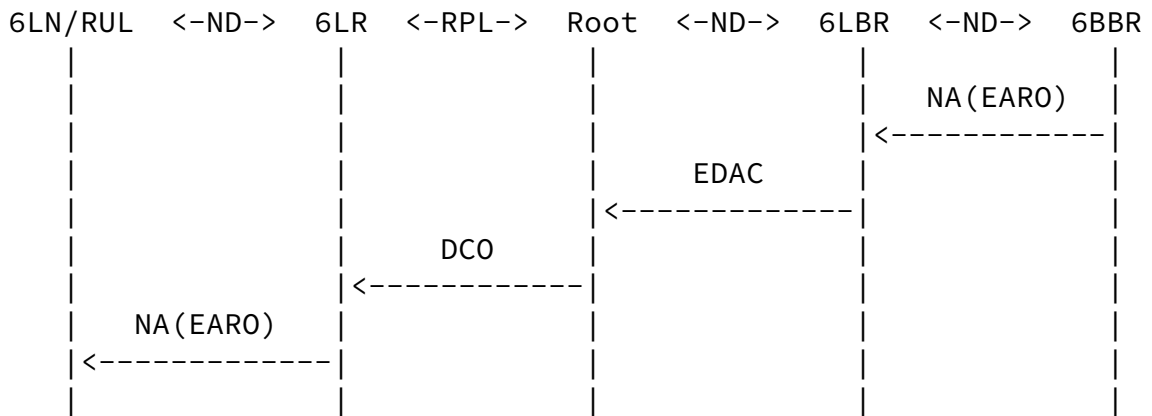 6LN/RUL <-ND-> 6LR <-RPL-> Root <-ND-> 6LBR <-ND-> 6BBR
NA(EARO)
EDAC
DCO
NA(EARO)